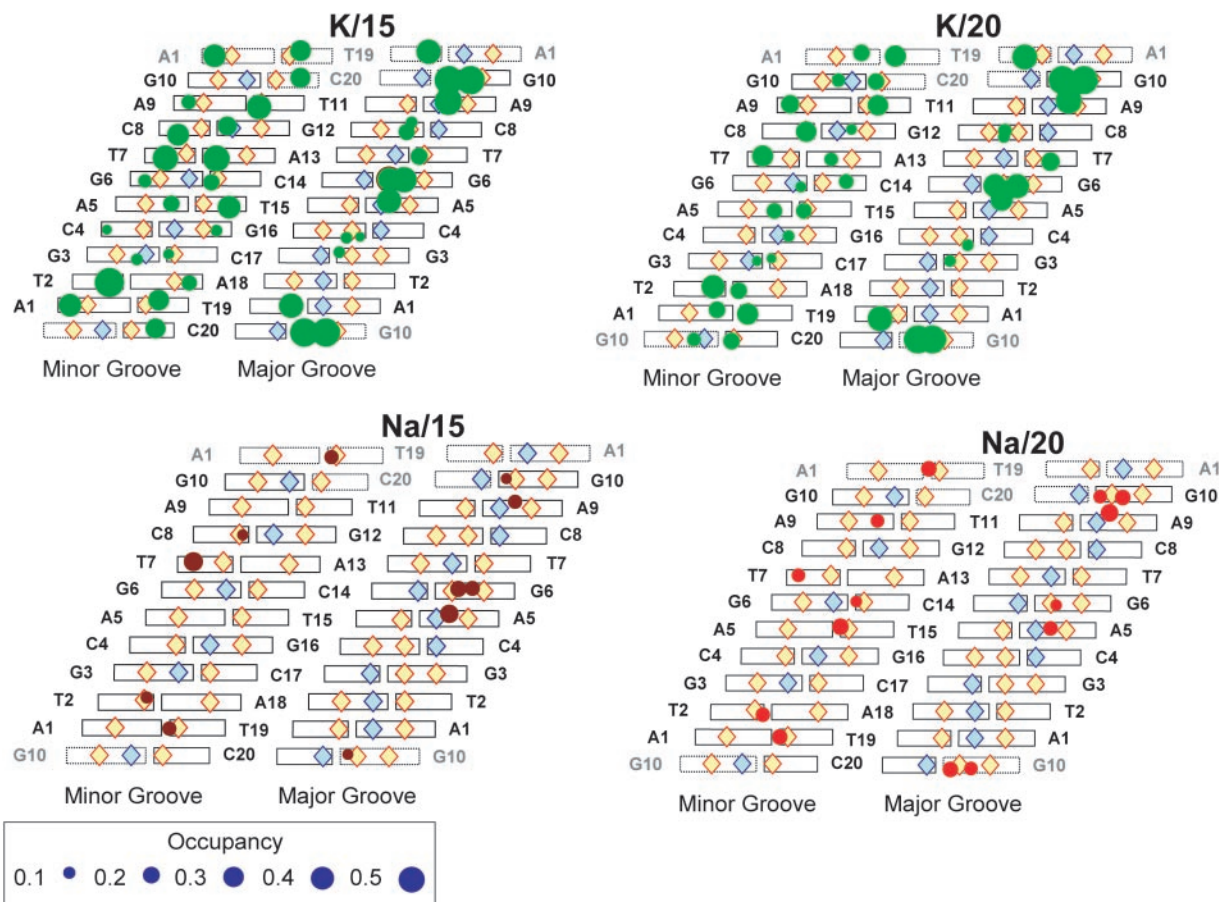 K/15
A1 T19 A1
G10 C20 G10
A9 T11 A9
C8 G12 C8
T7 A13 T7
G6 C14 G6
A5 T15 A5
C4 G16 C4
G3 C17 G3
T2 A18 T2
A1 T19 A1
C20 G10
Minor Groove Major Groove
K/20
A1 T19 A1
G10 C20 G10
A9 T11 A9
C8 G12 C8
T7 A13 T7
G6 C14 G6
A5 T15 A5
C4 G16 C4
G3 C17 G3
T2 A18 T2
A1 T19 A1
G10 C20 G10
Minor Groove Major Groove
Na/15
A1 T19 A1
G10 C20 G10
A9 T11 A9
C8 G12 C8
T7 A13 T7
G6 C14 G6
A5 T15 A5
C4 G16 C4
G3 C17 G3
T2 A18 T2
A1 T19 A1
G10 C20 G10
Minor Groove Major Groove
Na/20
A1 T19 A1
G10 C20 G10
A9 T11 A9
C8 G12 C8
T7 A13 T7
G6 C14 G6
A5 T15 A5
C4 G16 C4
G3 C17 G3
T2 A18 T2
A1 T19 A1
G10 C20 G10
Minor Groove Major Groove
Occupancy
0.1 0.2 0.3 0.4 0.5